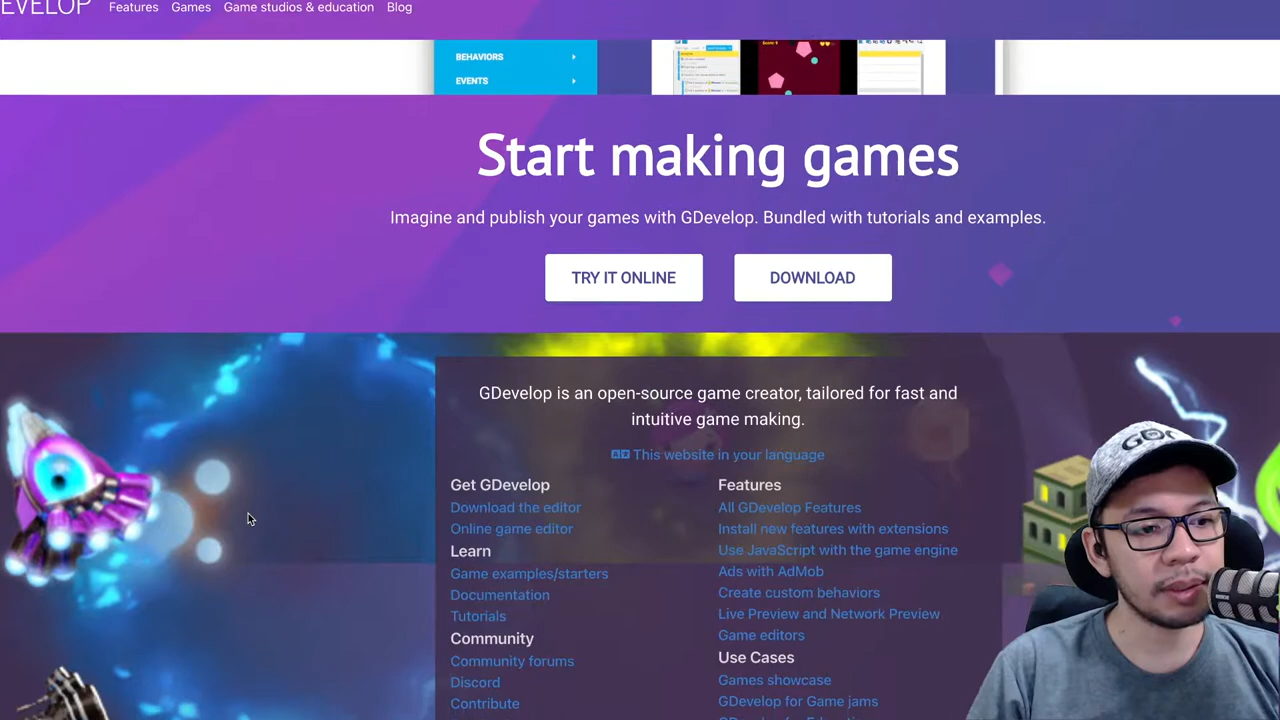 EVELOP Features Games Game studios & education Blog
BEHAVIORS
EVENTS
Start making games
Imagine and publish your games with GDevelop. Bundled with tutorials and examples.
TRY IT ONLINE DOWNLOAD
GDevelop is an open-source game creator, tailored for fast and
intuitive game making.
This website in your language
Get GDevelop
Download the editor
Online game editor
Learn
Game examples/starters
Documentation
Tutorials
Community
Community forums
Discord
Contribute
Features
All GDevelop Features
Install new features with extensions
Use JavaScript with the game engine
Ads with AdMob
Create custom behaviors
Live Preview and Network Preview
Game editors
Use Cases
Games showcase
GDevelop for Game jams